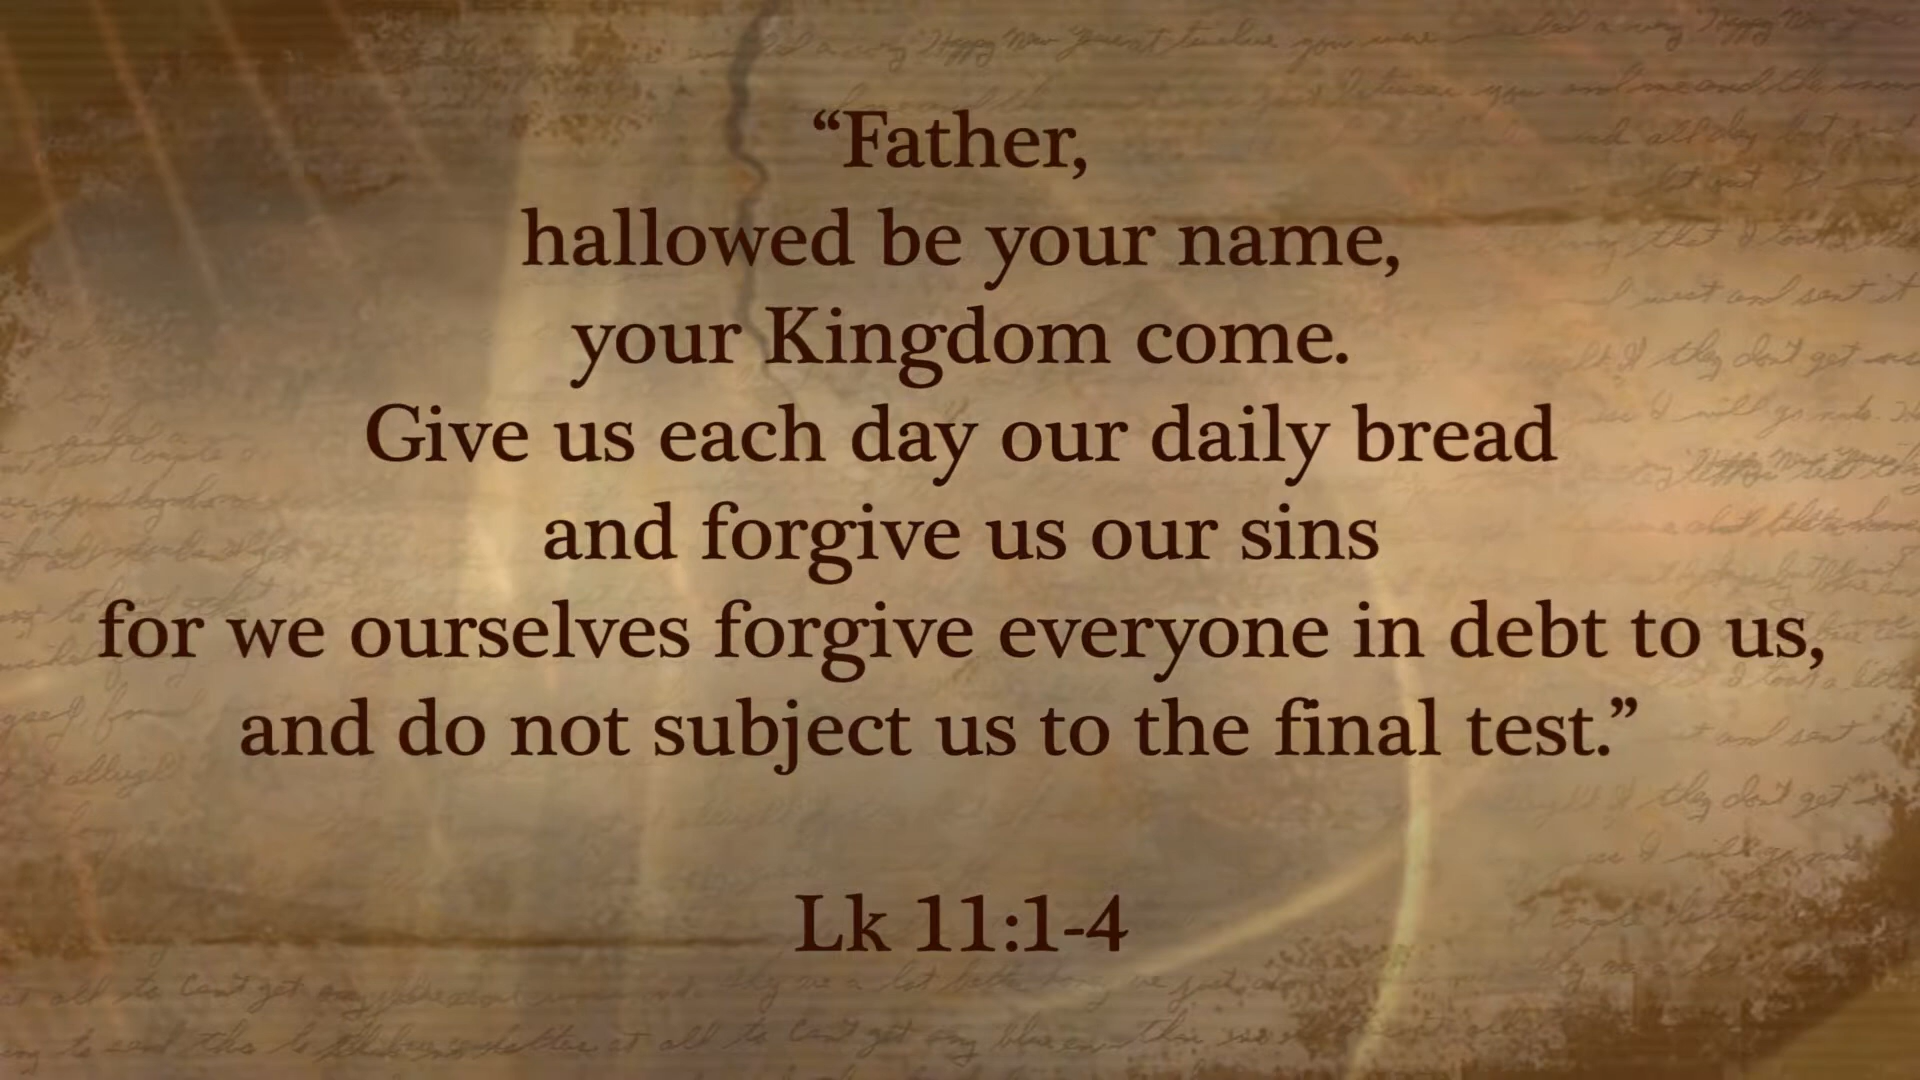 “Father,
hallowed be your name,
your Kingdom come.
Give us each day our daily bread
and forgive us our sins
for we ourselves forgive everyone in debt to us,
and do not subject us to the final test.”
Lk 11:1-4